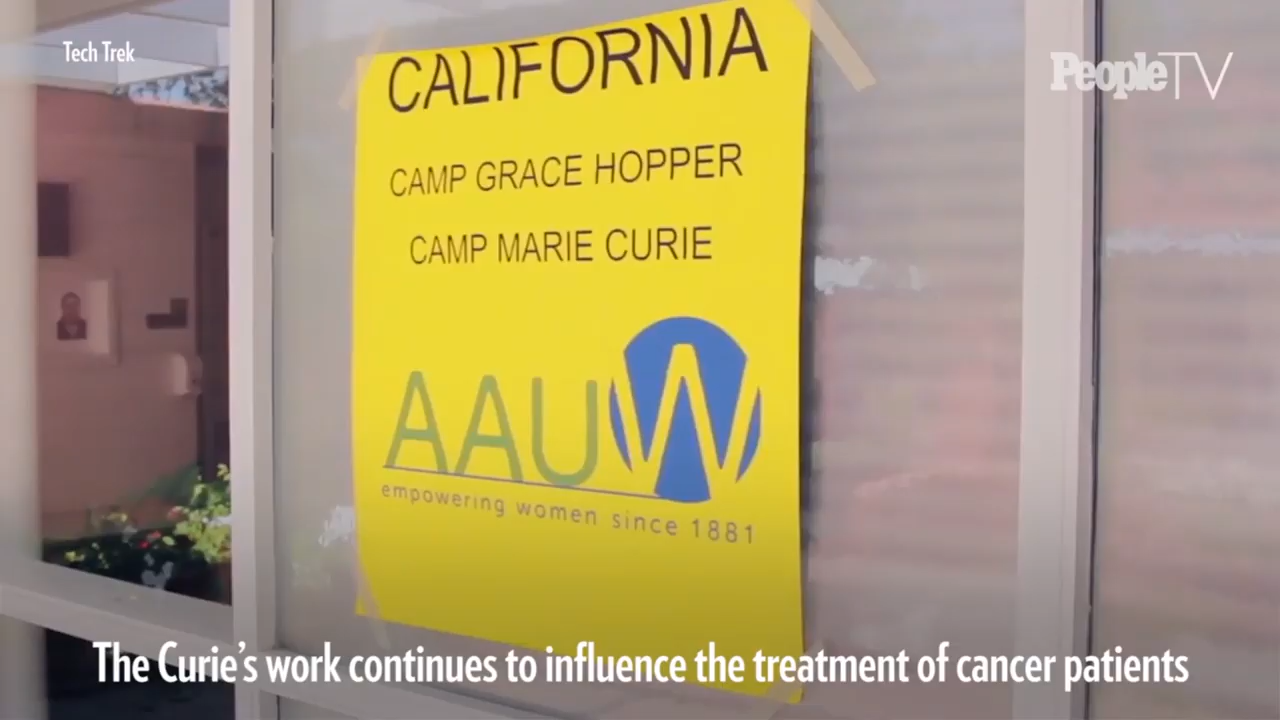 Tech Trek
PeopleTV
CALIFORNIA
CAMP GRACE HOPPER
CAMP MARIE CURIE
AAUW
empowering women since 1881
The Curie's work continues to influence the treatment of cancer patients